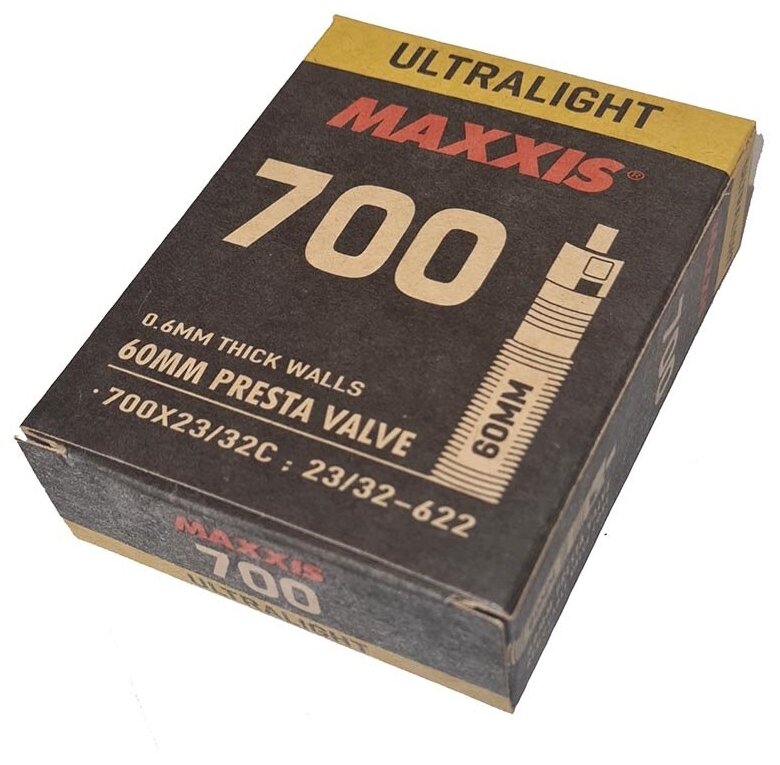 ULTRALIGHT
MAXXIS®
700
0.6MM THICK WALLS
60MM PRESTA VALVE
• 700X23/32C ; 23/32-622
60MM
MAXXIS
700
ULTRALIGHT